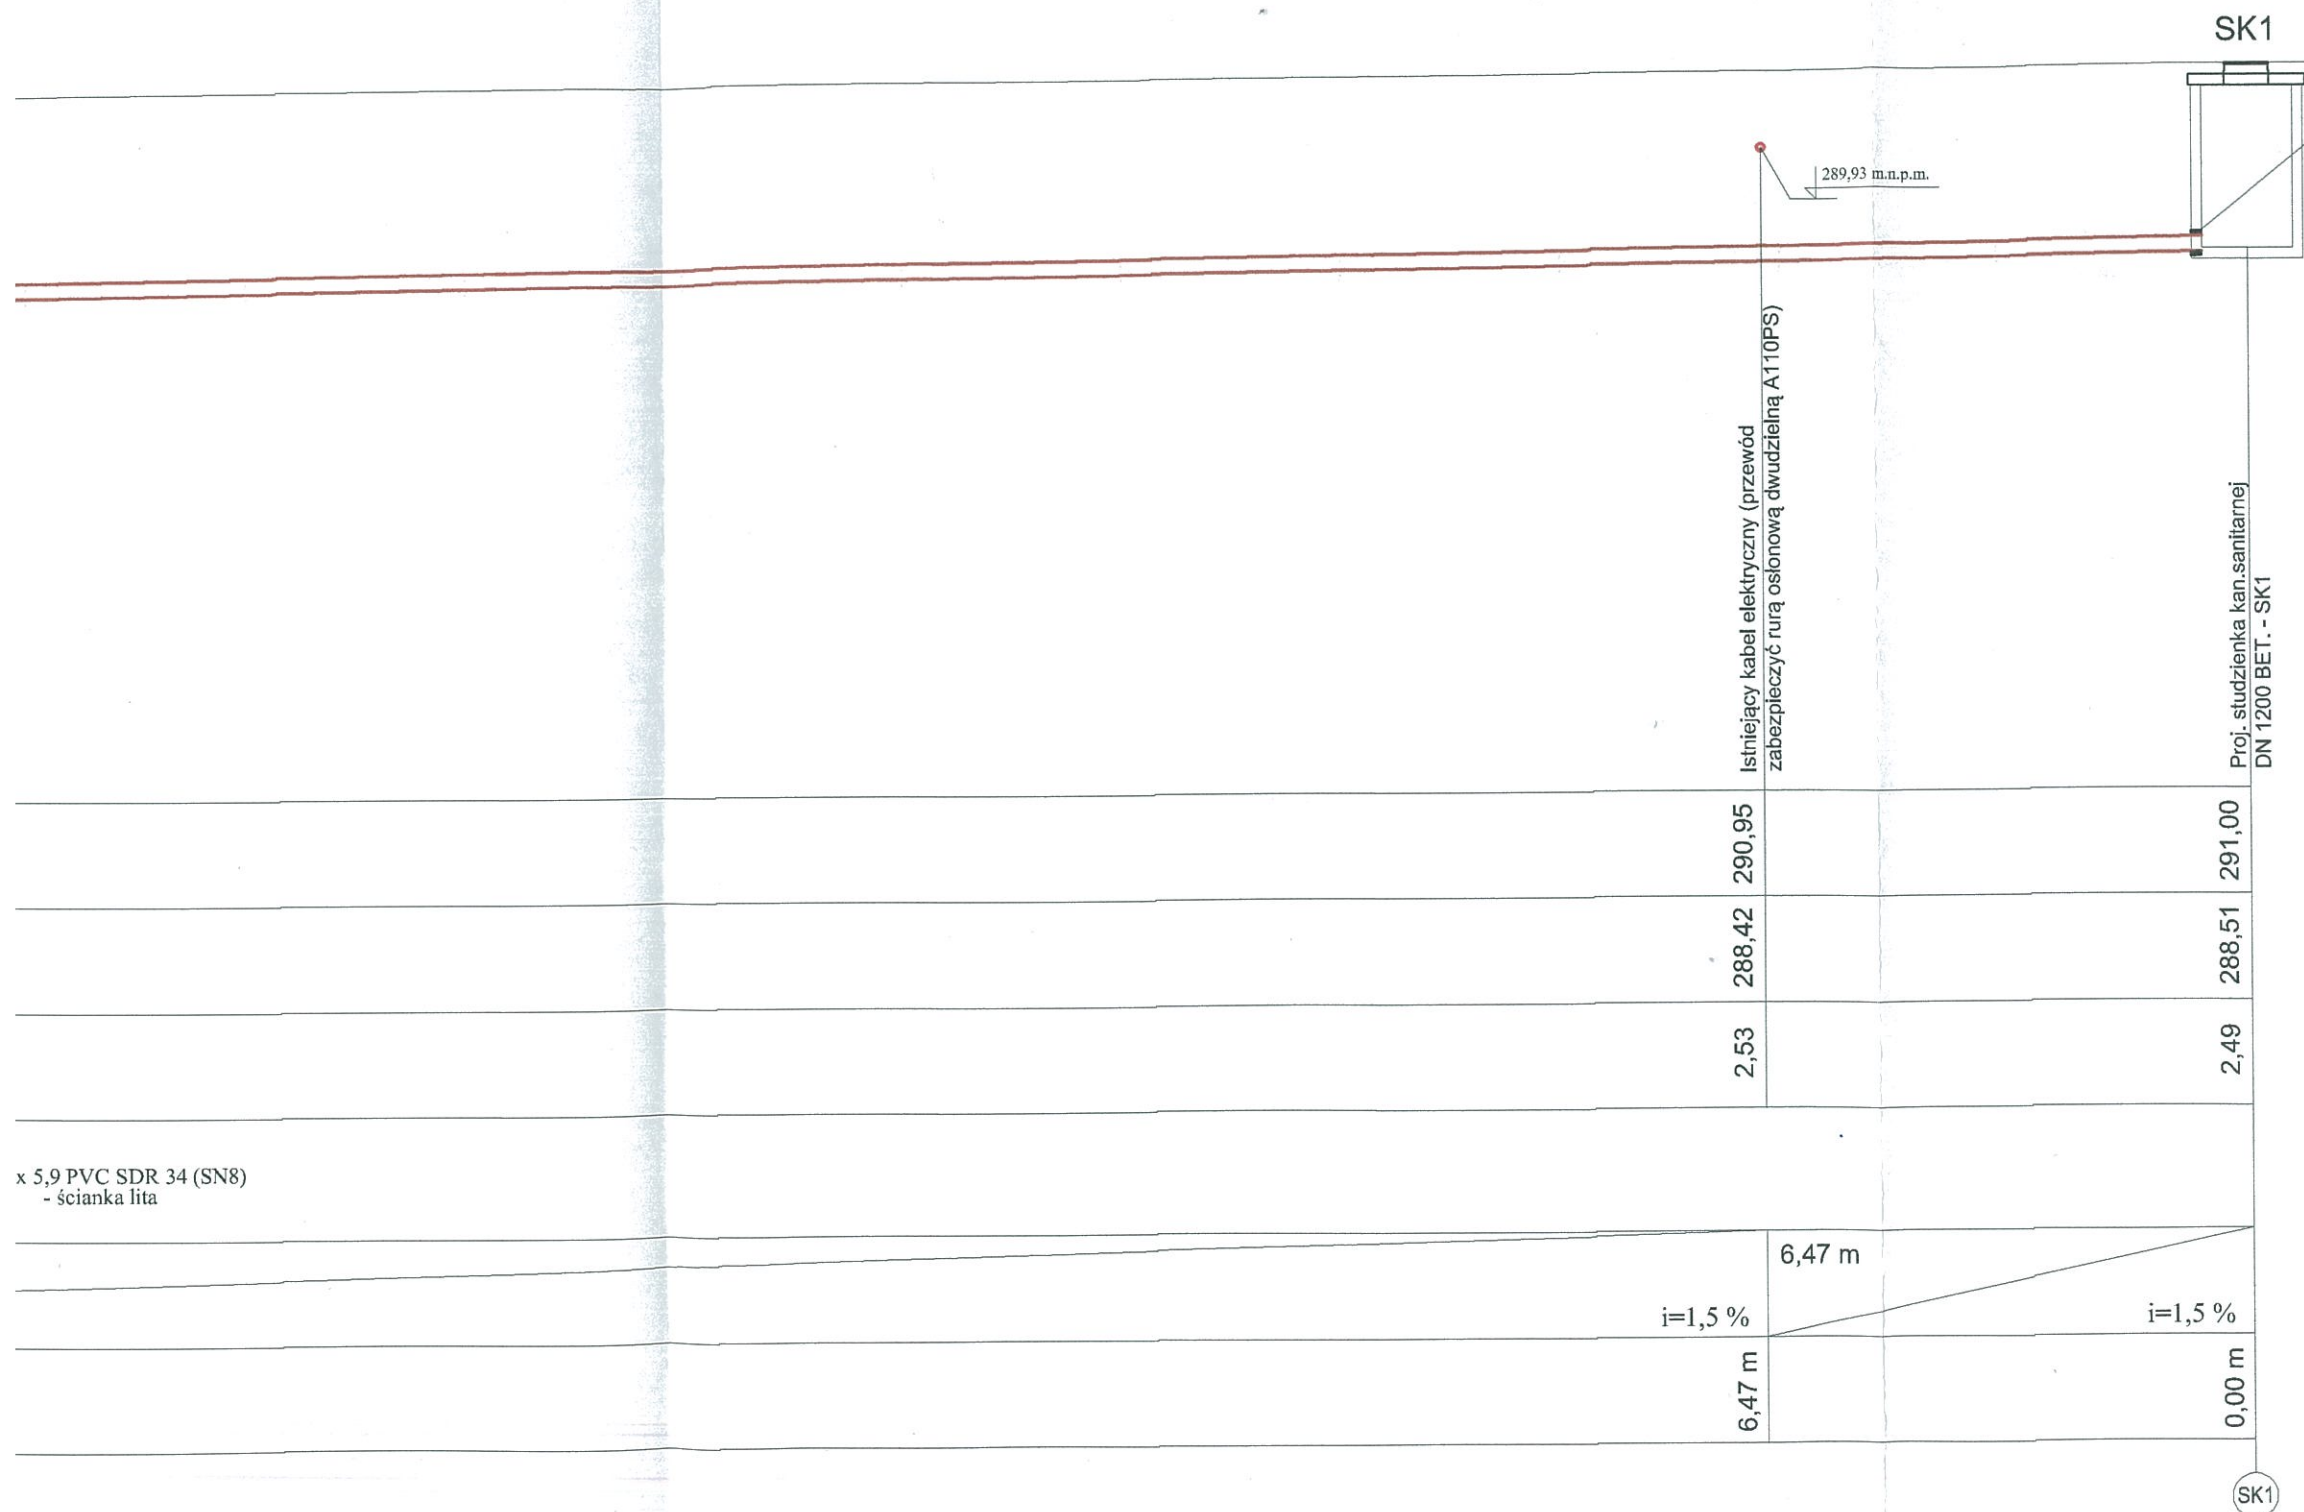 SK1
289,93 m.n.p.m.
Istniejący kabel elektryczny (przewód
zabezpieczyć rurą osłonową dwudzielną A110PS)
Proj. studzienka kan.sanitarnej
DN 1200 BET. - SK1
290,95
291,00
288,42
288,51
2,53
2,49
x 5,9 PVC SDR 34 (SN8)
- ścianka lita
6,47 m
i=1,5 %
i=1,5 %
6,47 m
0,00 m
SK1